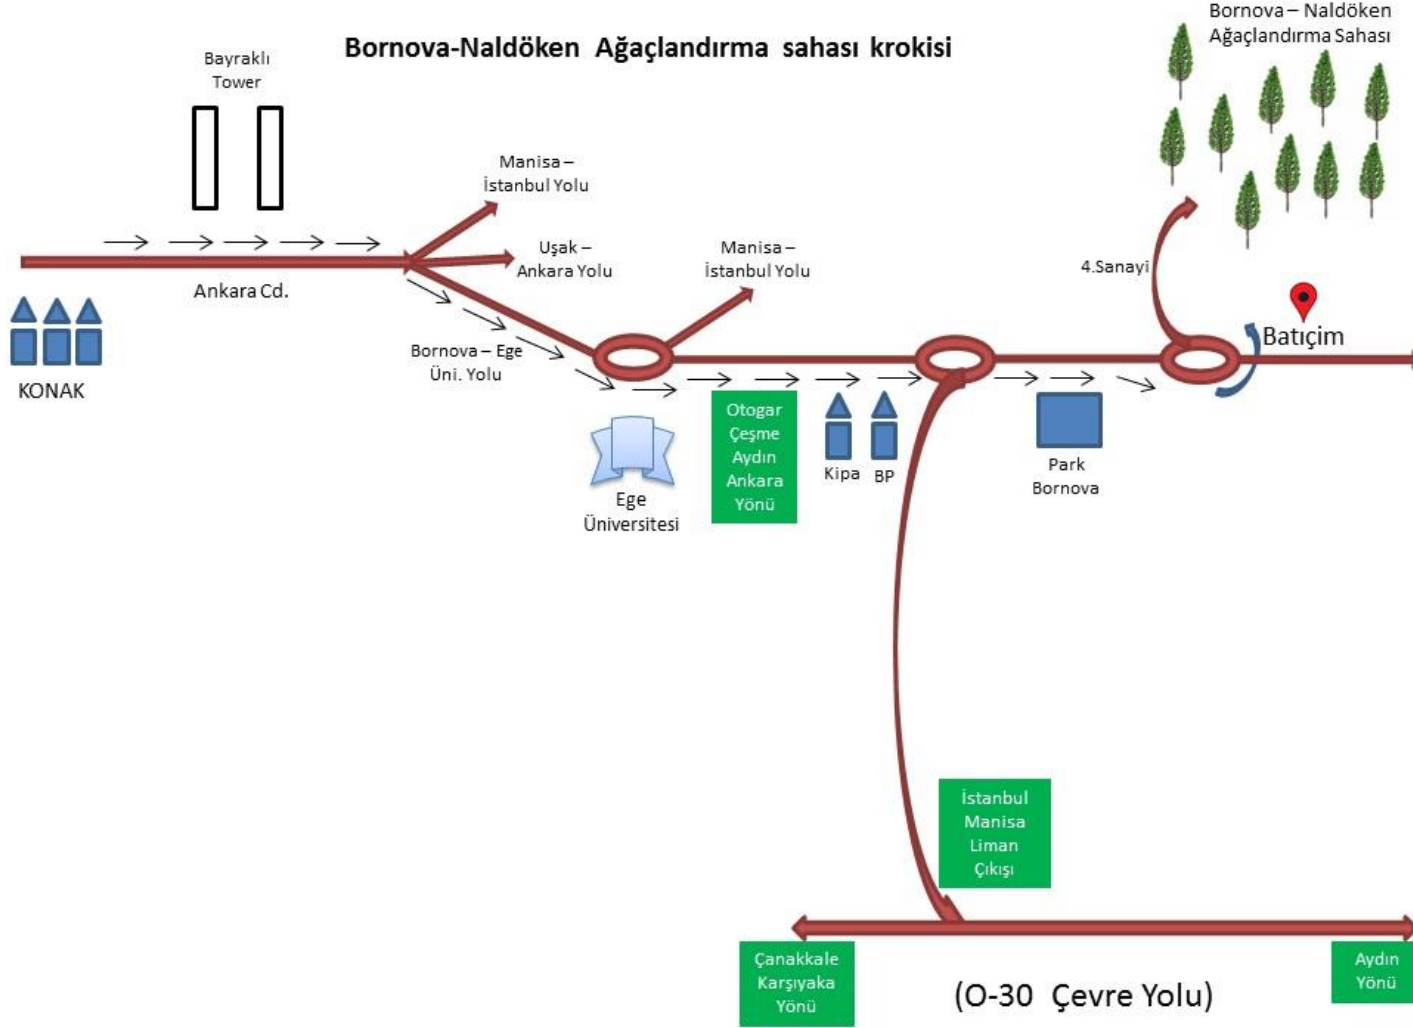 Bornova-Naldöken Ağaçlandırma sahası krokisi
Bornova – Naldöken
Ağaçlandırma Sahası
Bayraklı
Tower
Manisa –
İstanbul Yolu
Uşak –
Ankara Yolu
Manisa –
İstanbul Yolu
4.Sanayi
Ankara Cd.
KONAK
Bornova – Ege
Üni. Yolu
Batıçim
Ege
Üniversitesi
Otogar
Çeşme
Aydın
Ankara
Yönü
Kipa
BP
Park
Bornova
İstanbul
Manisa
Liman
Çıkışı
Çanakkale
Karşıyaka
Yönü
(O-30 Çevre Yolu)
Aydın
Yönü